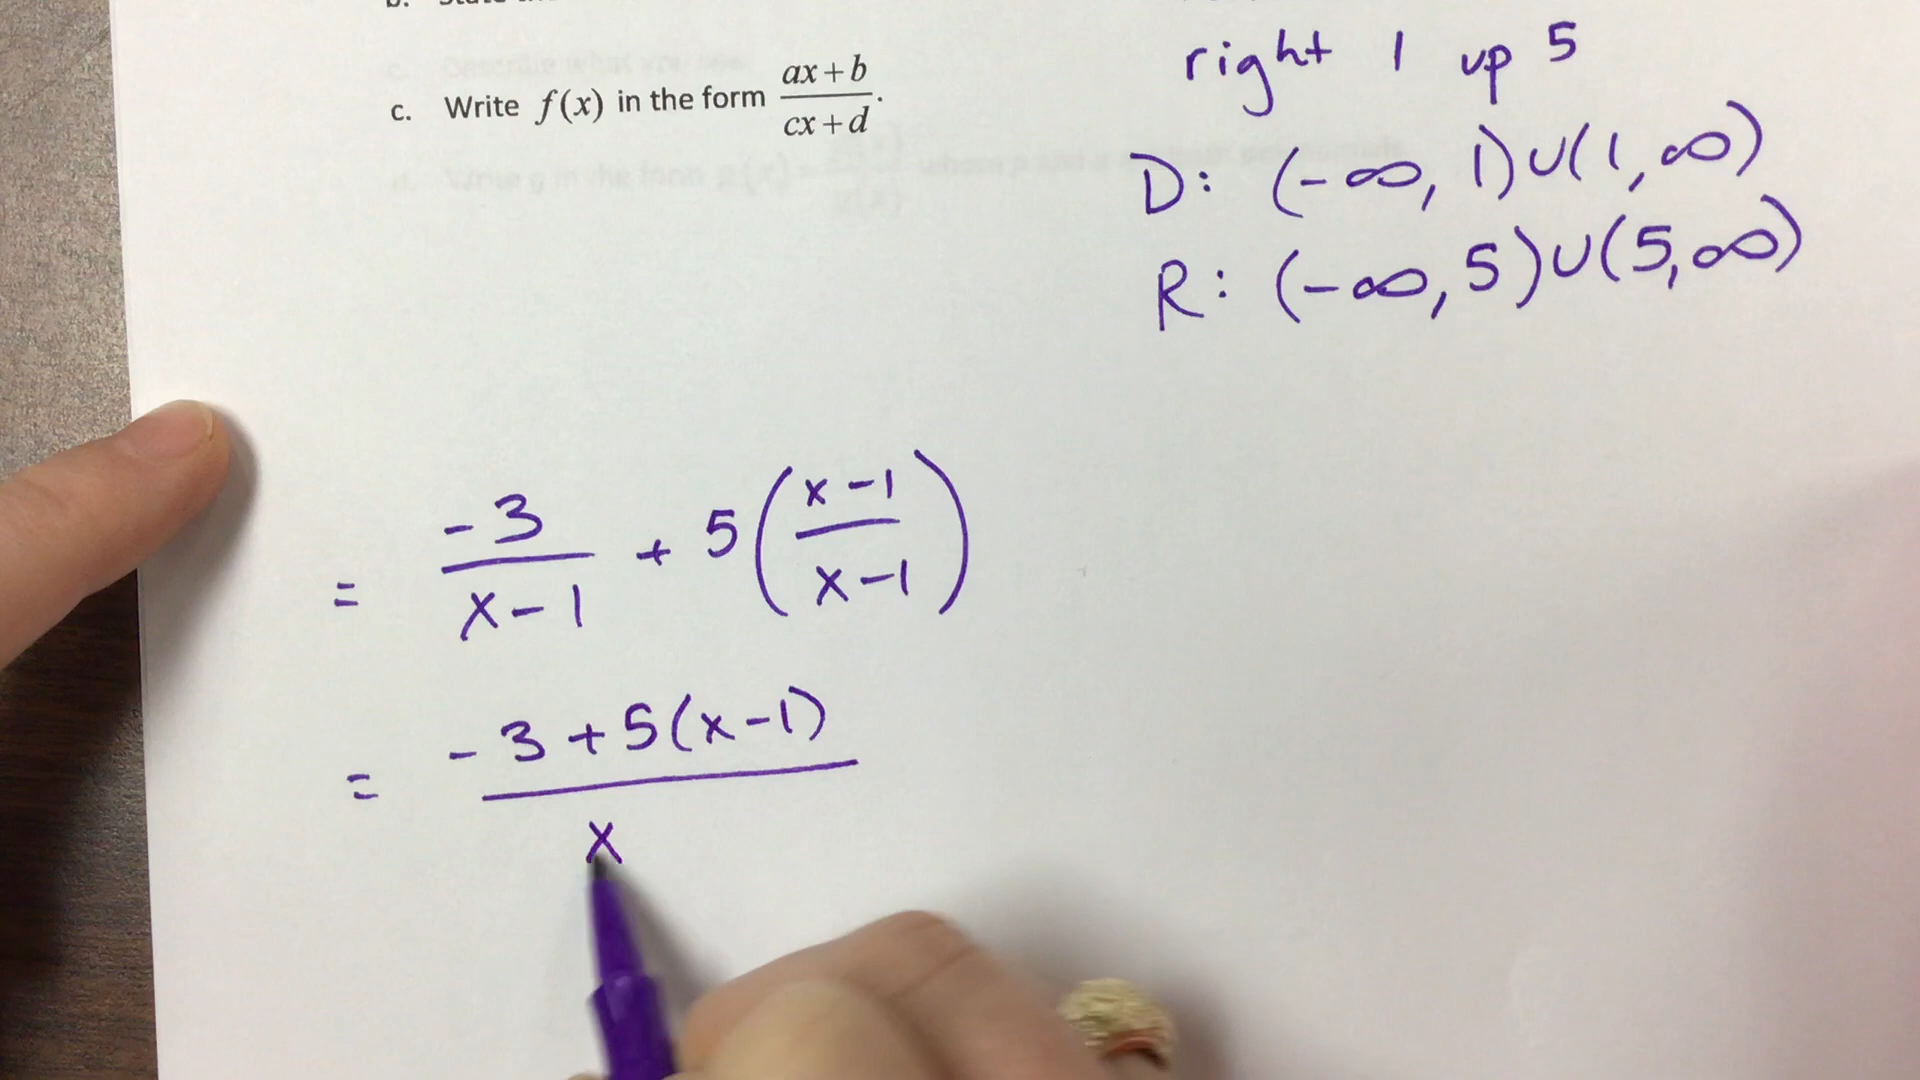 c. Write f(x) in the form (ax+b)/(cx+d).
right 1 up 5
D: (-∞, 1)∪(1, ∞)
R: (-∞, 5)∪(5, ∞)
= -3/(x-1) + 5((x-1)/(x-1))
= (-3+5(x-1))/x